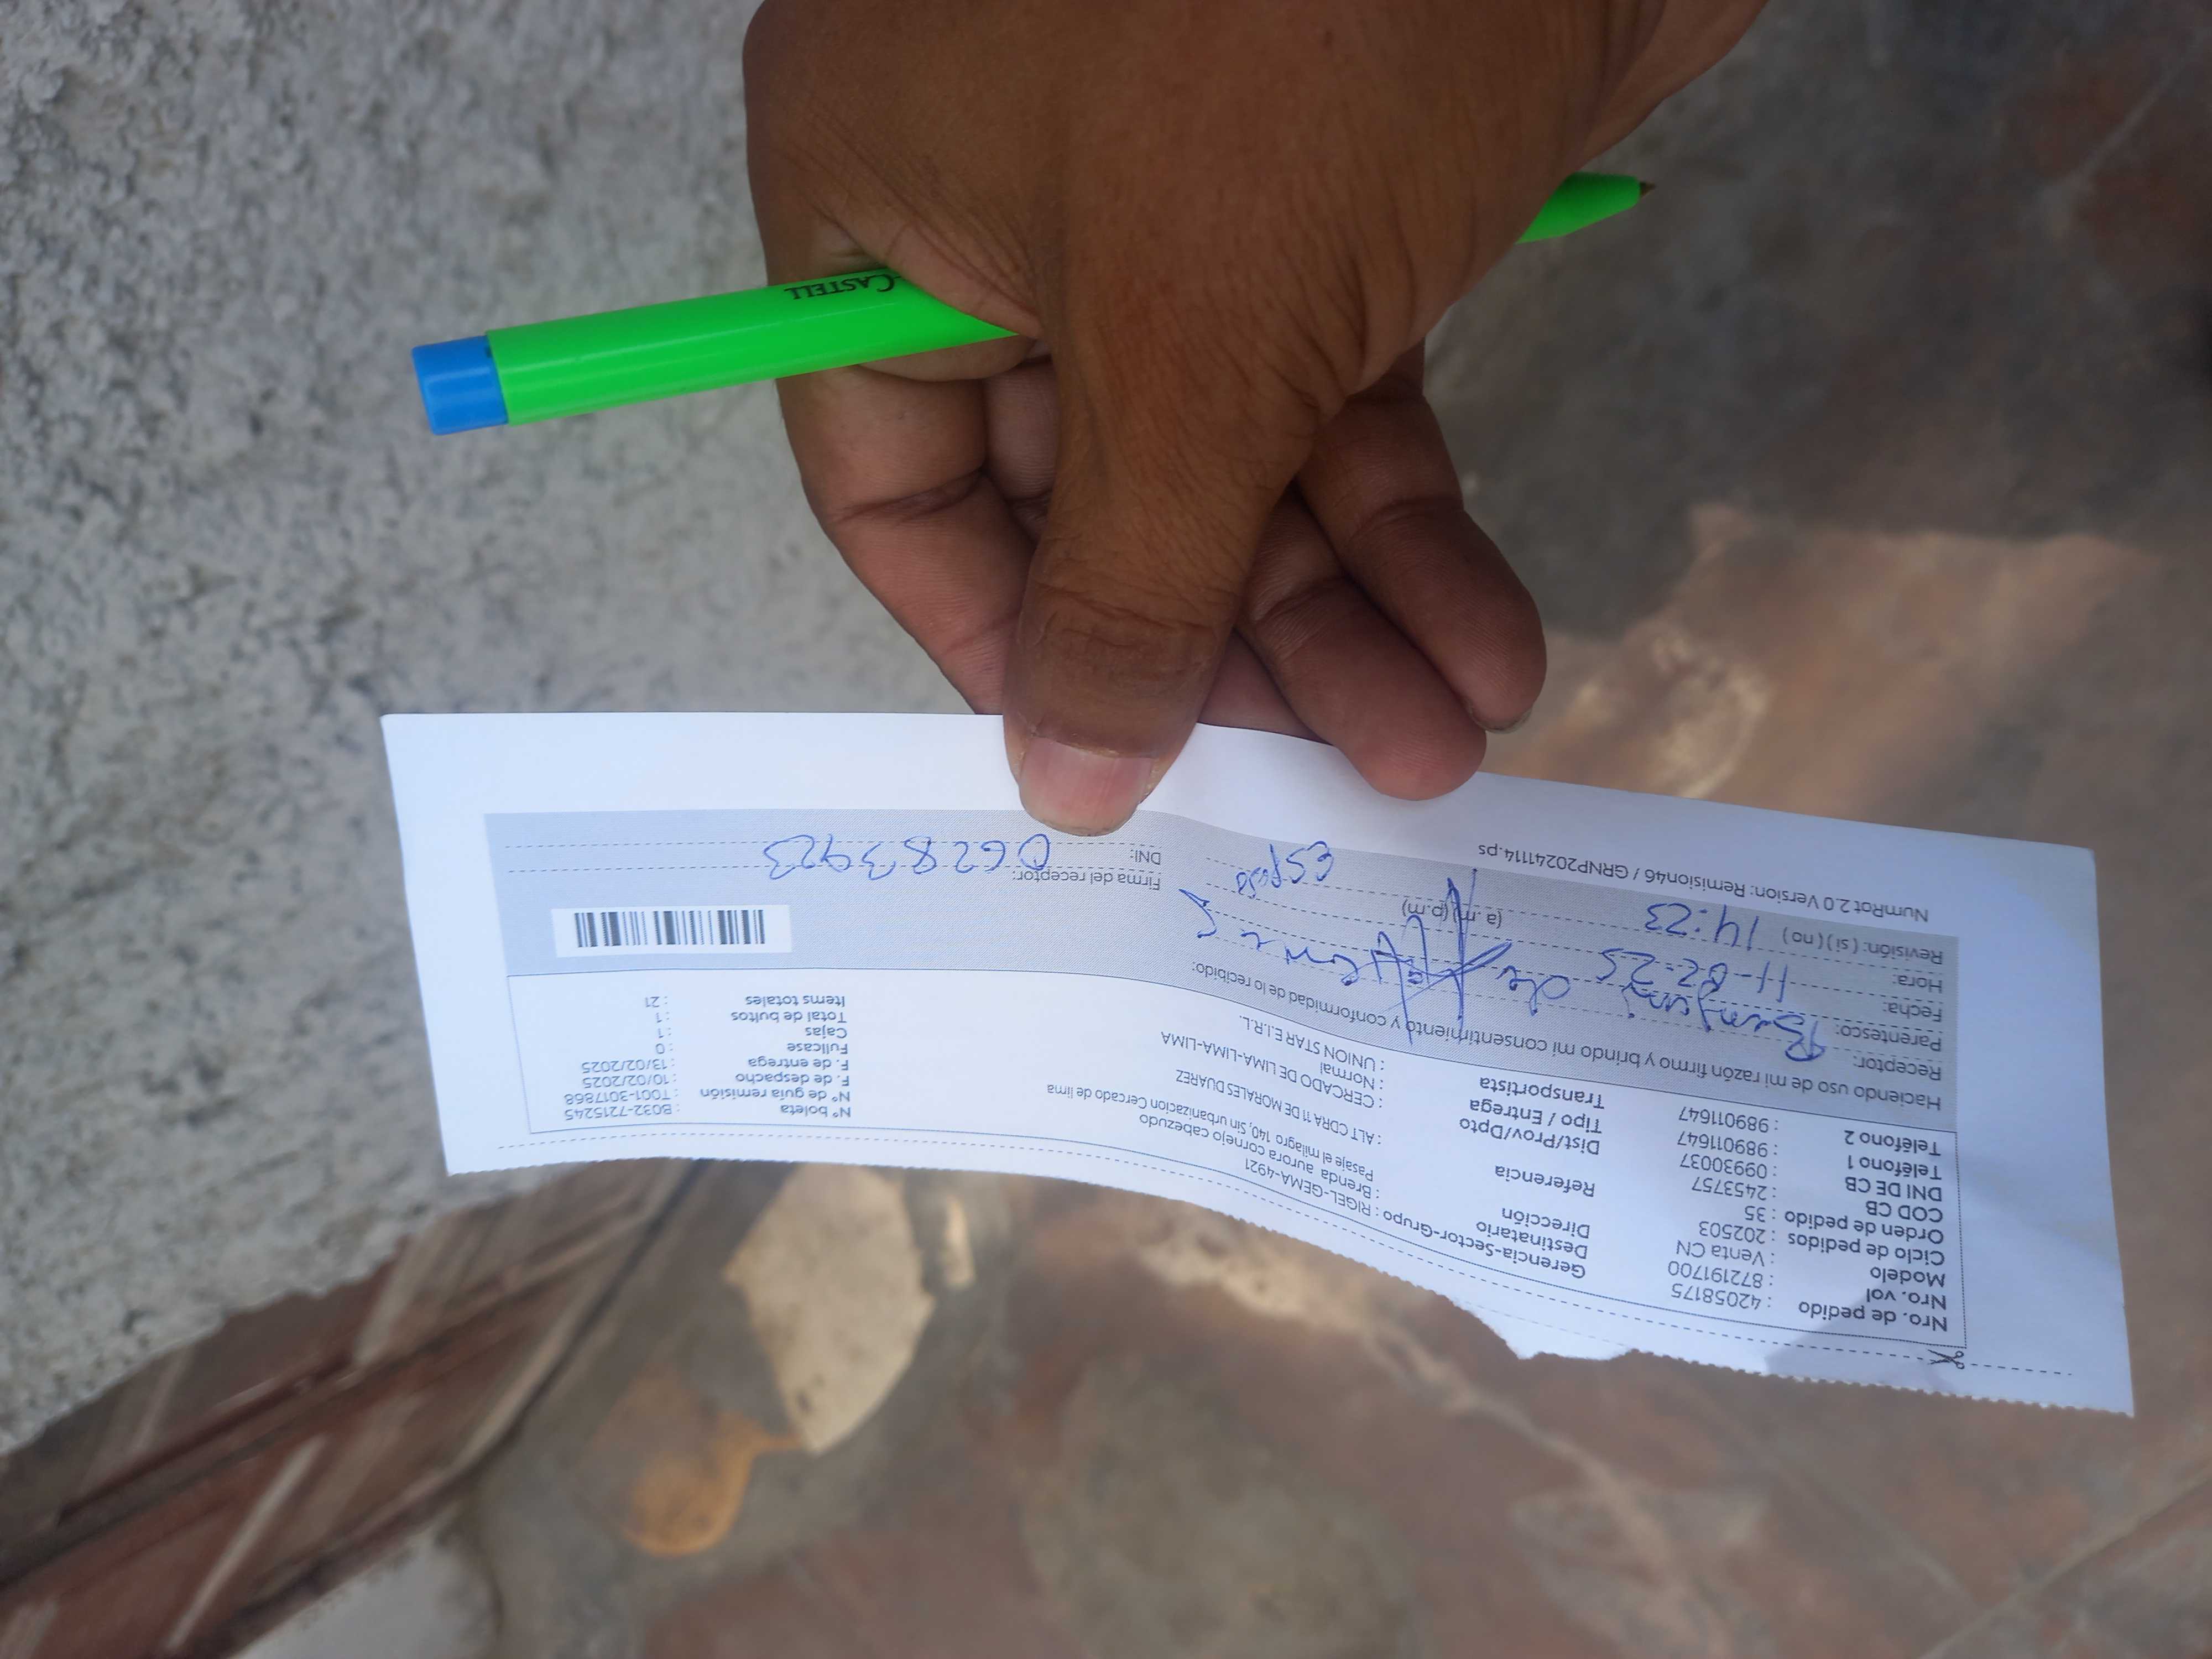 Nro. de pedido : 42058175
Nro. vol : 872191700
Modelo : Venta CN
Ciclo de pedidos : 202503
Orden de pedido : 35
COD CB : 2453757
DNI DE CB : 09930037
Teléfono 1 : 989011647
Teléfono 2 : 989011647
Gerencia-Sector-Grupo : RIGEL-GEMA-4921
Destinatario : Brenda aurora cornejo cabezudo
Dirección : Pasaje el milagro 140, Sin urbanizacion Cercado de lima
Referencia : ALT CDRA 11 DE MORALES DUAREZ
Dist/Prov/Dpto : CERCADO DE LIMA-LIMA-LIMA
Tipo / Entrega : Normal
Transportista : UNION STAR E.I.R.L.
N° boleta : B032-7215245
N° de guia remisión : T001-3017868
F. de despacho : 10/02/2025
F. de entrega : 13/02/2025
Fullcase : 0
Cajas : 1
Total de bultos : 1
Items totales : 21
Haciendo uso de mi razón firmo y brindo mi consentimiento y conformidad de lo recibido:
Receptor:
Parentesco: Esposo
Fecha: 11-02-25
Hora: 14:23 (a.m) (p.m)
Revisión: (si) (no)
Firma del receptor:
DNI: 06283923
NumRot 2.0 Version: Remision46 / GRNP20241114.ps
CASTELL